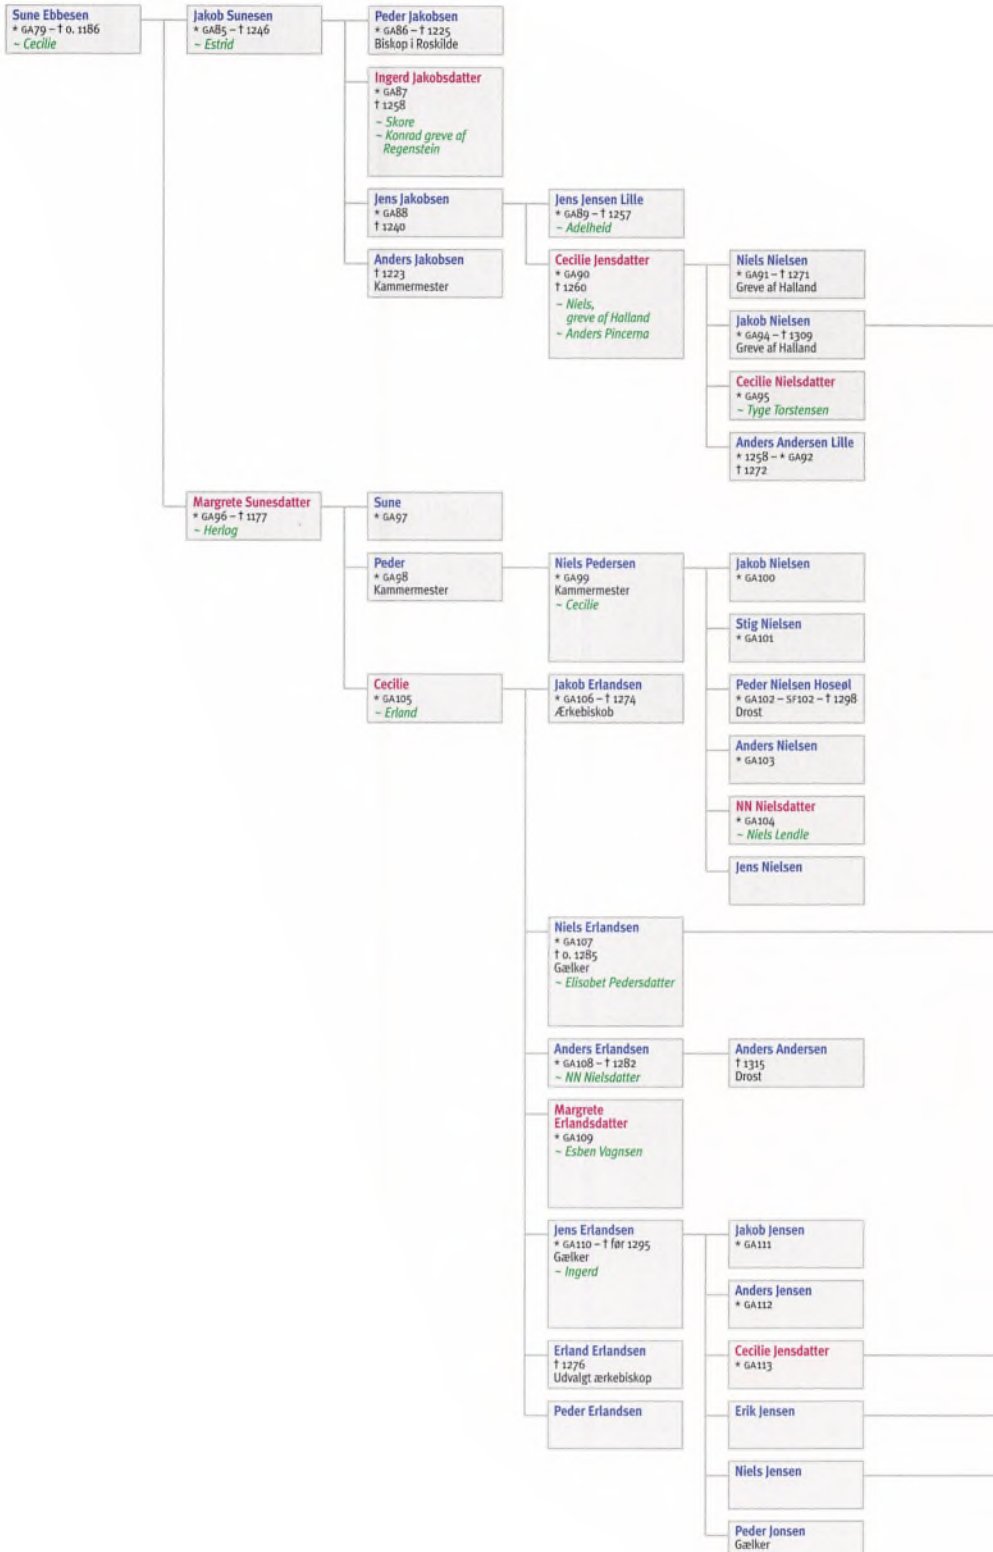 Sune Ebbesen
* GA79 – † o. 1186
~ Cecilie
Jakob Sunesen
* GA85 – † 1246
~ Estrid
Peder Jakobsen
* GA86 – † 1225
Biskop i Roskilde
Ingerd Jakobsdatter
* GA87
† 1258
~ Skore
~ Konrad greve af
Regenstein
Jens Jakobsen
* GA88
† 1240
Anders Jakobsen
† 1223
Kammermester
Jens Jensen Lille
* GA89 – † 1257
~ Adelheid
Cecilie Jensdatter
* GA90
† 1260
~ Niels,
greve af Halland
~ Anders Pincerna
Niels Nielsen
* GA91 – † 1271
Greve af Halland
Jakob Nielsen
* GA94 – † 1309
Greve af Halland
Cecilie Nielsdatter
* GA95
~ Tyge Torstensen
Anders Andersen Lille
* 1258 – * GA92
† 1272
Margrete Sunesdatter
* GA96 – † 1177
~ Herlog
Sune
* GA97
Peder
* GA98
Kammermester
Niels Pedersen
* GA99
Kammermester
~ Cecilie
Jakob Nielsen
* GA100
Stig Nielsen
* GA101
Peder Nielsen Hoseøl
* GA102 – SF102 – † 1298
Drost
Anders Nielsen
* GA103
NN Nielsdatter
* GA104
~ Niels Lendle
Jens Nielsen
Cecilie
* GA105
~ Erland
Jakob Erlandsen
* GA106 – † 1274
Ærkebiskob
Niels Erlandsen
* GA107
† o. 1285
Gælker
~ Elisabet Pedersdatter
Anders Erlandsen
* GA108 – † 1282
~ NN Nielsdatter
Anders Andersen
† 1315
Drost
Margrete
Erlandsdatter
* GA109
~ Esben Vagnsen
Jens Erlandsen
* GA110 – † før 1295
Gælker
~ Ingerd
Jakob Jensen
* GA111
Anders Jensen
* GA112
Cecilie Jensdatter
* GA113
Erik Jensen
Niels Jensen
Peder Jonsen
Gælker
Erland Erlandsen
† 1276
Udvalgt ærkebiskop
Peder Erlandsen